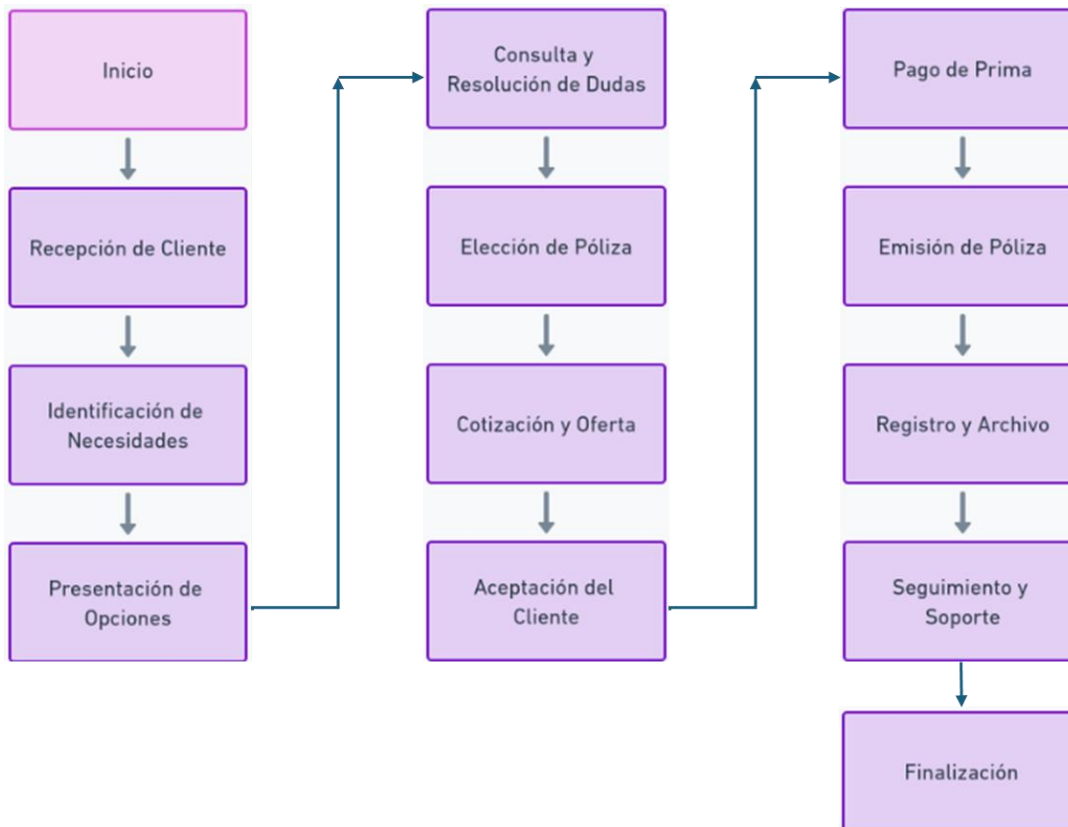 Inicio
Recepción de Cliente
Identificación de
Necesidades
Presentación de
Opciones
Consulta y
Resolución de Dudas
Elección de Póliza
Cotización y Oferta
Aceptación del
Cliente
Pago de Prima
Emisión de Póliza
Registro y Archivo
Seguimiento y
Soporte
Finalización